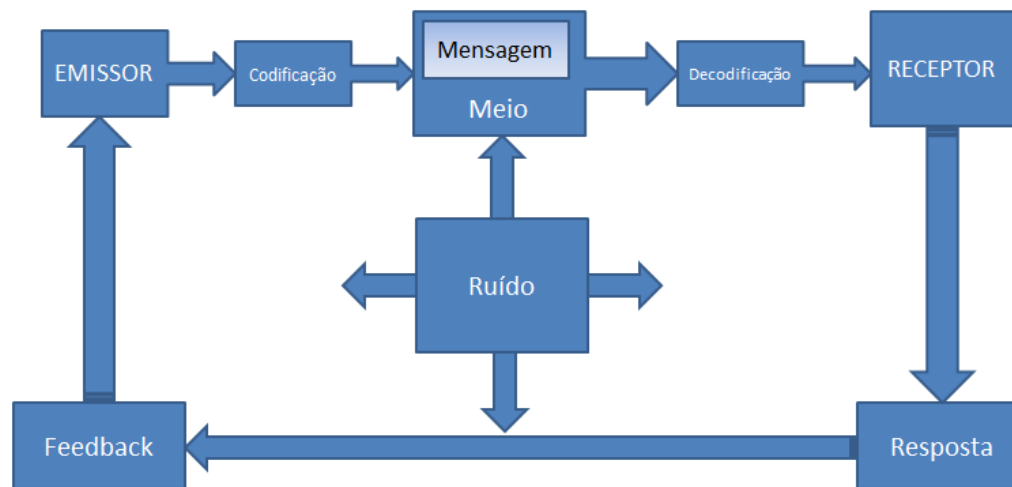 EMISSOR
Codificação
Mensagem
Meio
Decodificação
RECEPTOR
Ruído
Feedback
Resposta